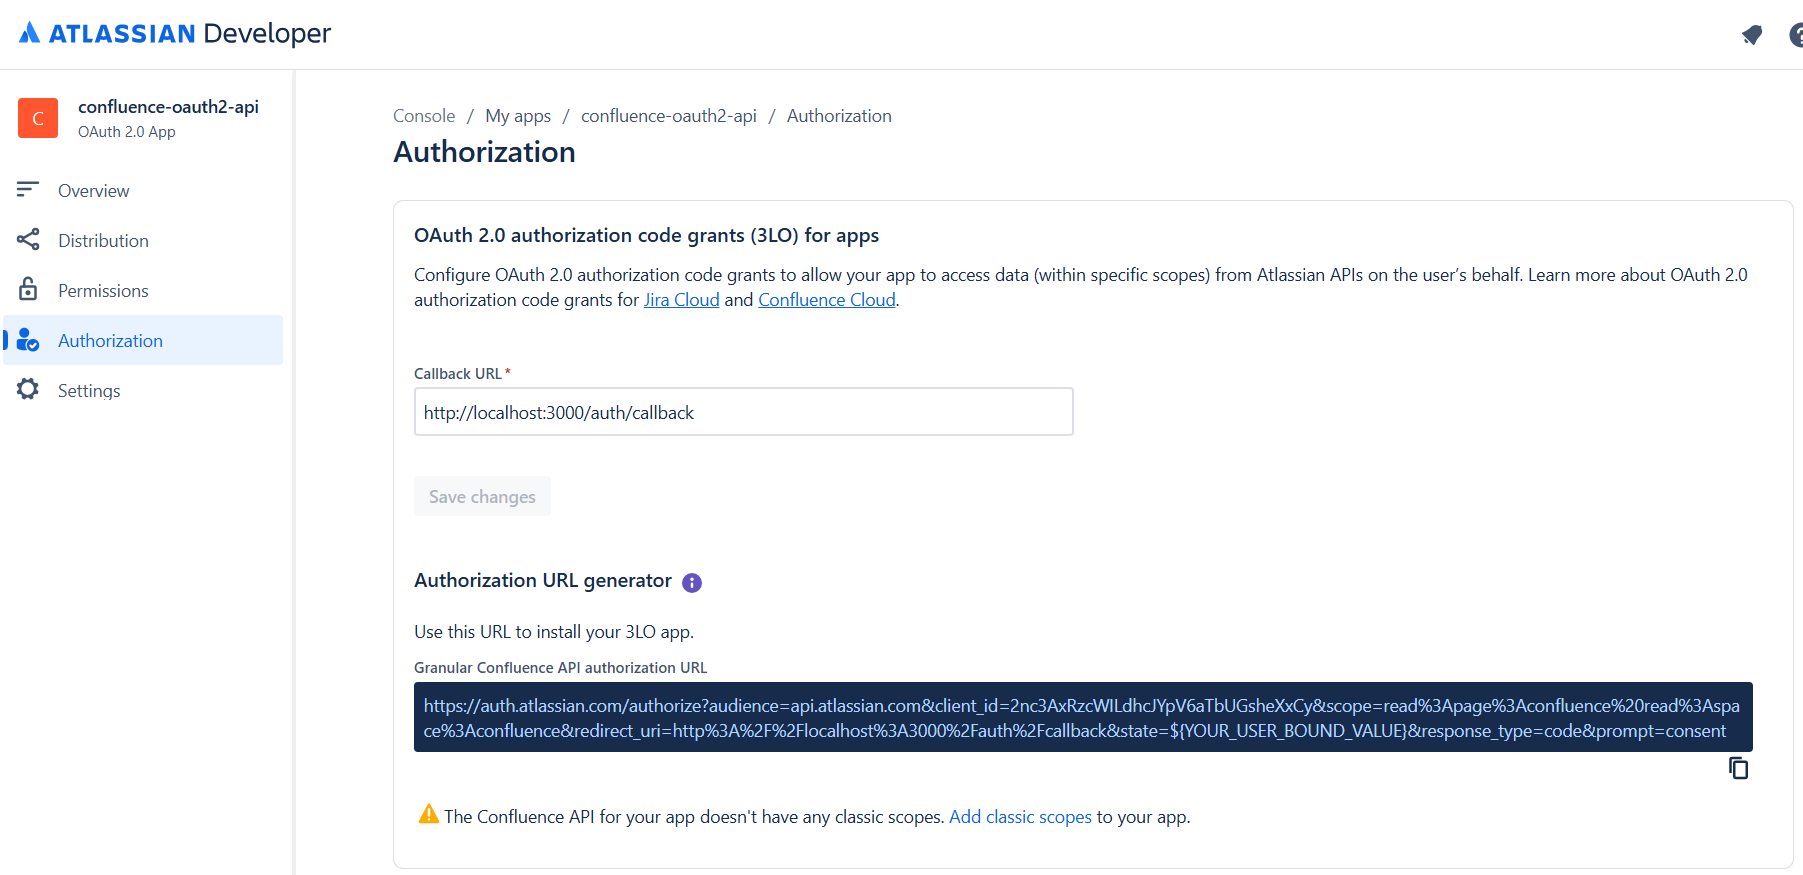 ATLASSIAN Developer
C
confluence-oauth2-api
OAuth 2.0 App
Overview
Distribution
Permissions
Authorization
Settings
Console / My apps / confluence-oauth2-api / Authorization
Authorization
OAuth 2.0 authorization code grants (3LO) for apps
Configure OAuth 2.0 authorization code grants to allow your app to access data (within specific scopes) from Atlassian APIs on the user’s behalf. Learn more about OAuth 2.0
authorization code grants for Jira Cloud and Confluence Cloud.
Callback URL*
http://localhost:3000/auth/callback
Save changes
Authorization URL generator
Use this URL to install your 3LO app.
Granular Confluence API authorization URL
https://auth.atlassian.com/authorize?audience=api.atlassian.com&client_id=2nc3AxRzcWILdhcJYpV6aTbUGsheXxCy&scope=read%3Apage%3Aconfluence%20read%3Aspa
ce%3Aconfluence&redirect_uri=http%3A%2F%2Flocalhost%3A3000%2Fauth%2Fcallback&state=${YOUR_USER_BOUND_VALUE}&response_type=code&prompt=consent
The Confluence API for your app doesn't have any classic scopes. Add classic scopes to your app.